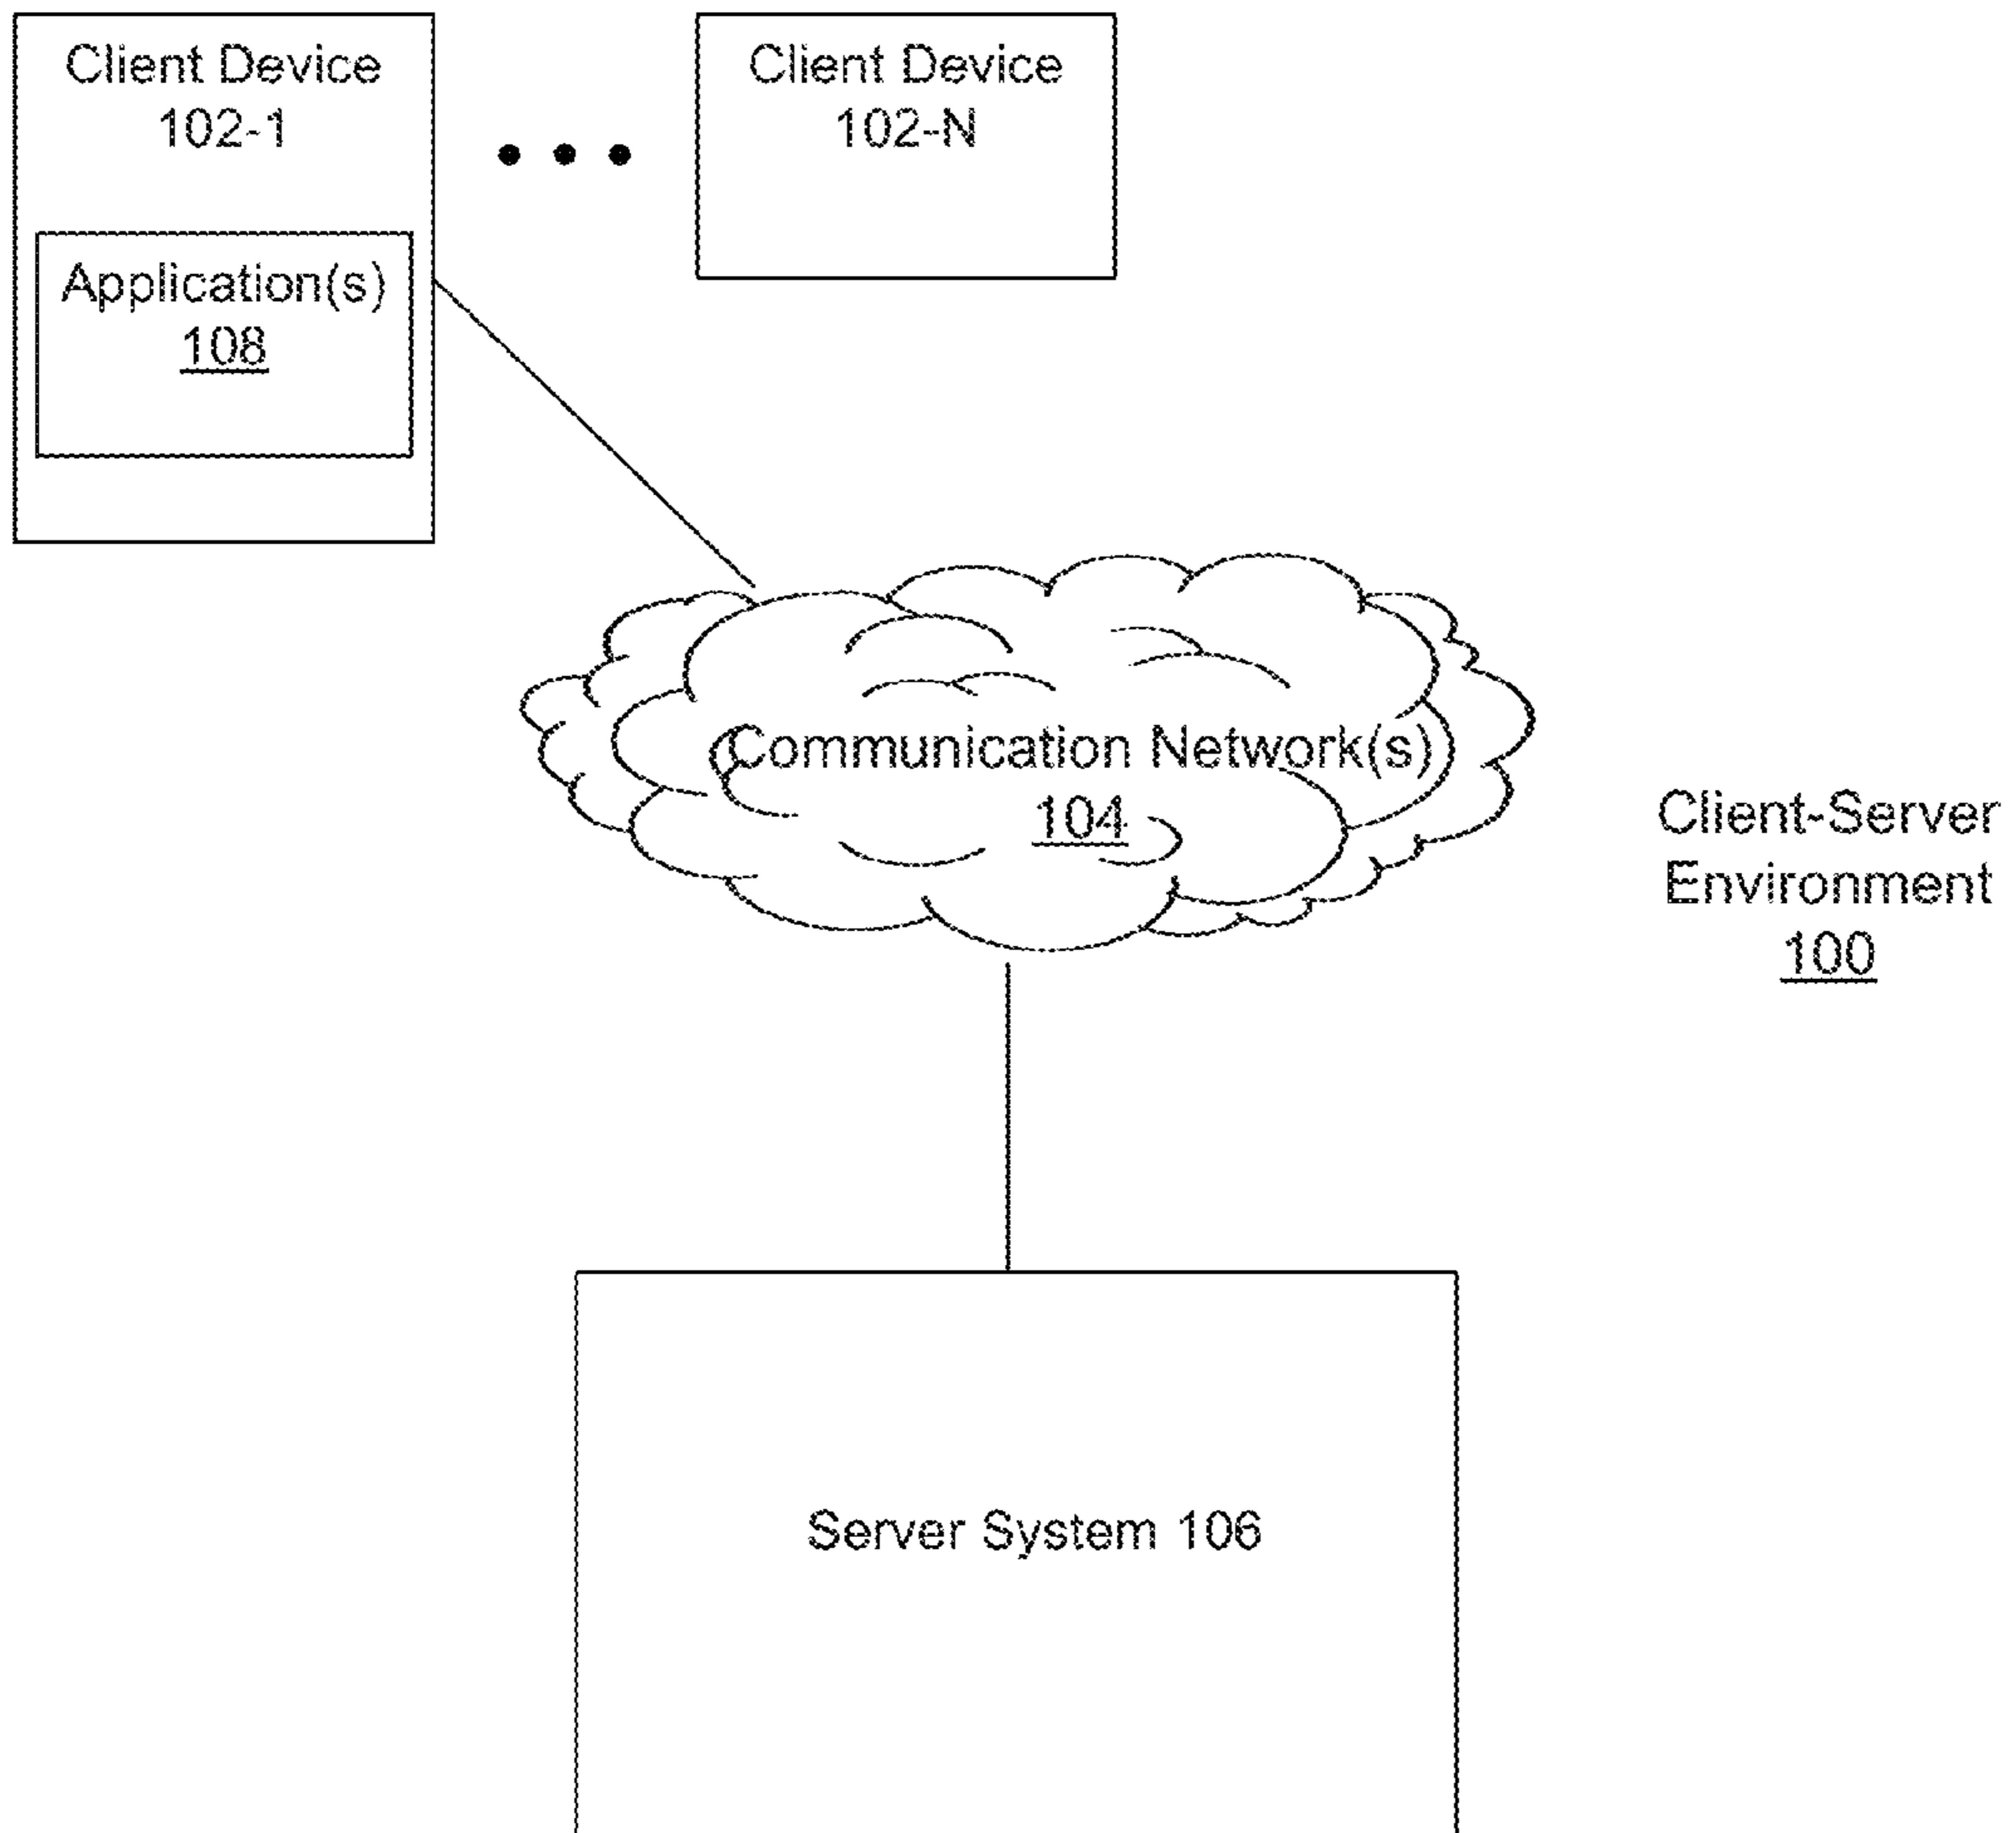 Client Device
102-1
Client Device
102-N
Application(s)
108
Communication Network(s)
104
Client-Server
Environment
100
Server System 106